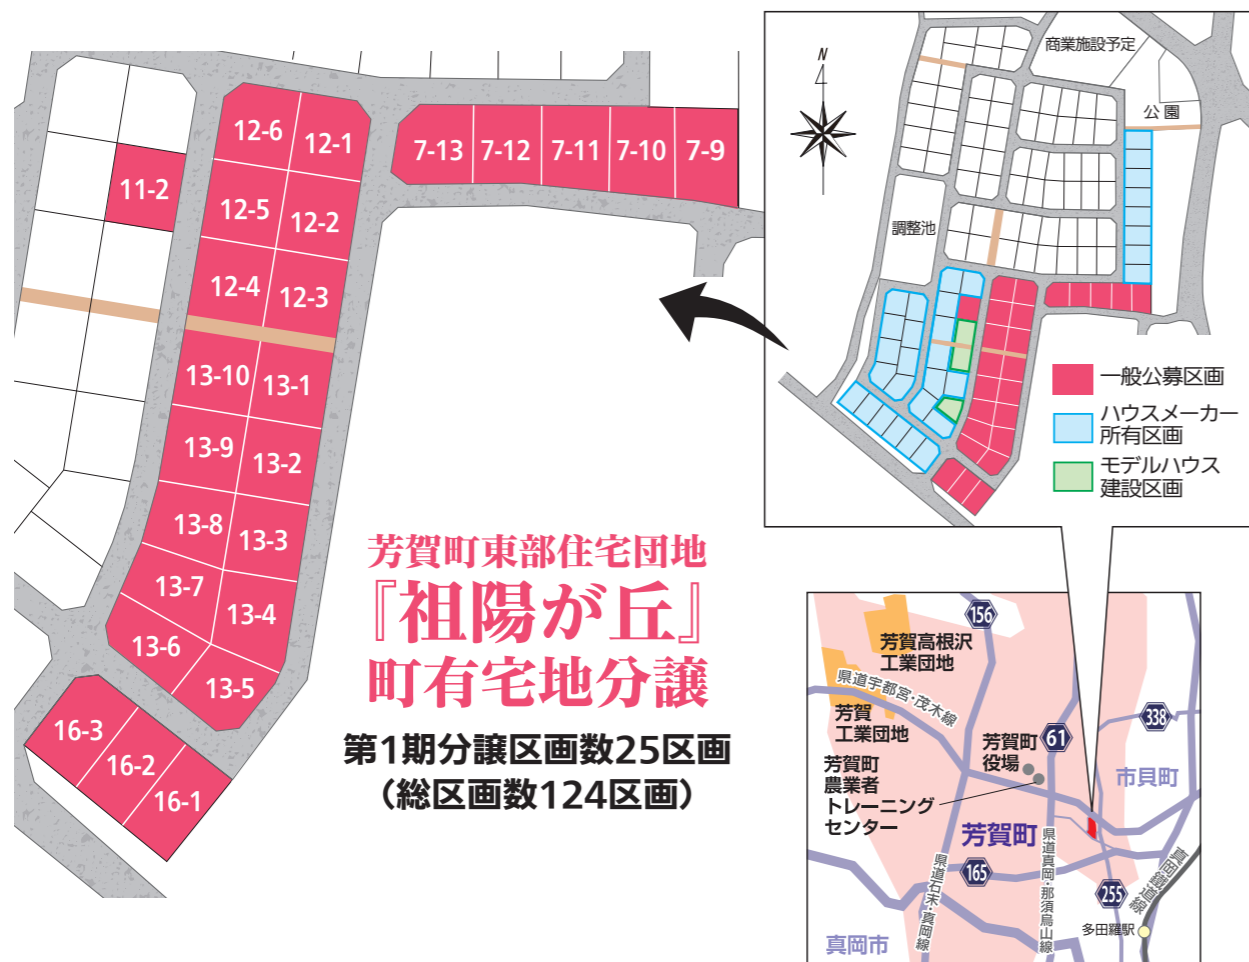 12-6
12-1
11-2
12-5
12-2
12-4
12-3
7-13
7-12
7-11
7-10
7-9
13-10
13-1
13-9
13-2
13-8
13-3
13-7
13-4
13-6
13-5
16-3
16-2
16-1
芳賀町東部住宅団地
『祖陽が丘』
町有宅地分譲
第1期分譲区画数25区画
（総区画数124区画）
N
商業施設予定
公園
調整池
一般公募区画
ハウスメーカー
所有区画
モデルハウス
建設区画
156
芳賀高根沢
工業団地
県道宇都宮・茂木線
芳賀
工業団地
338
61
芳賀町
役場
芳賀町
農業者
トレーニング
センター
市貝町
芳賀町
165
県道石末・真岡線
県道真岡・那須烏山線
255
真岡鐵道線
多田羅駅
真岡市